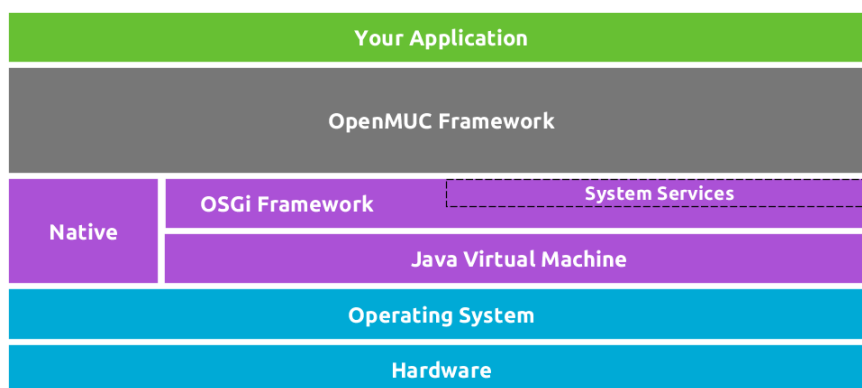 Your Application
OpenMUC Framework
System Services
OSGi Framework
Native
Java Virtual Machine
Operating System
Hardware